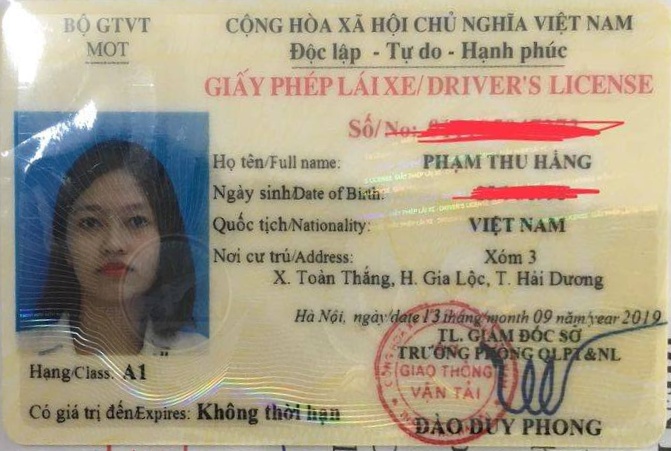 BỘ GTVT
MOT
CỘNG HÒA XÃ HỘI CHỦ NGHĨA VIỆT NAM
Độc lập - Tự do - Hạnh phúc
GIẤY PHÉP LÁI XE/ DRIVER'S LICENSE
Số/No:
Họ tên/Full name: PHẠM THU HẰNG
Ngày sinh/Date of Birth:
Quốc tịch/Nationality: VIỆT NAM
Nơi cư trú/Address: Xóm 3
X. Toàn Thắng, H. Gia Lộc, T. Hải Dương
Hà Nội, ngày/date 13 tháng/month 09 năm/year 2019
TL. GIÁM ĐỐC SỞ
TRƯỞNG PHÒNG QLPT&NL
GIAO THÔNG
VẬN TẢI
Hạng/Class: A1
Có giá trị đến/Expires: Không thời hạn
ĐÀO DUY PHONG